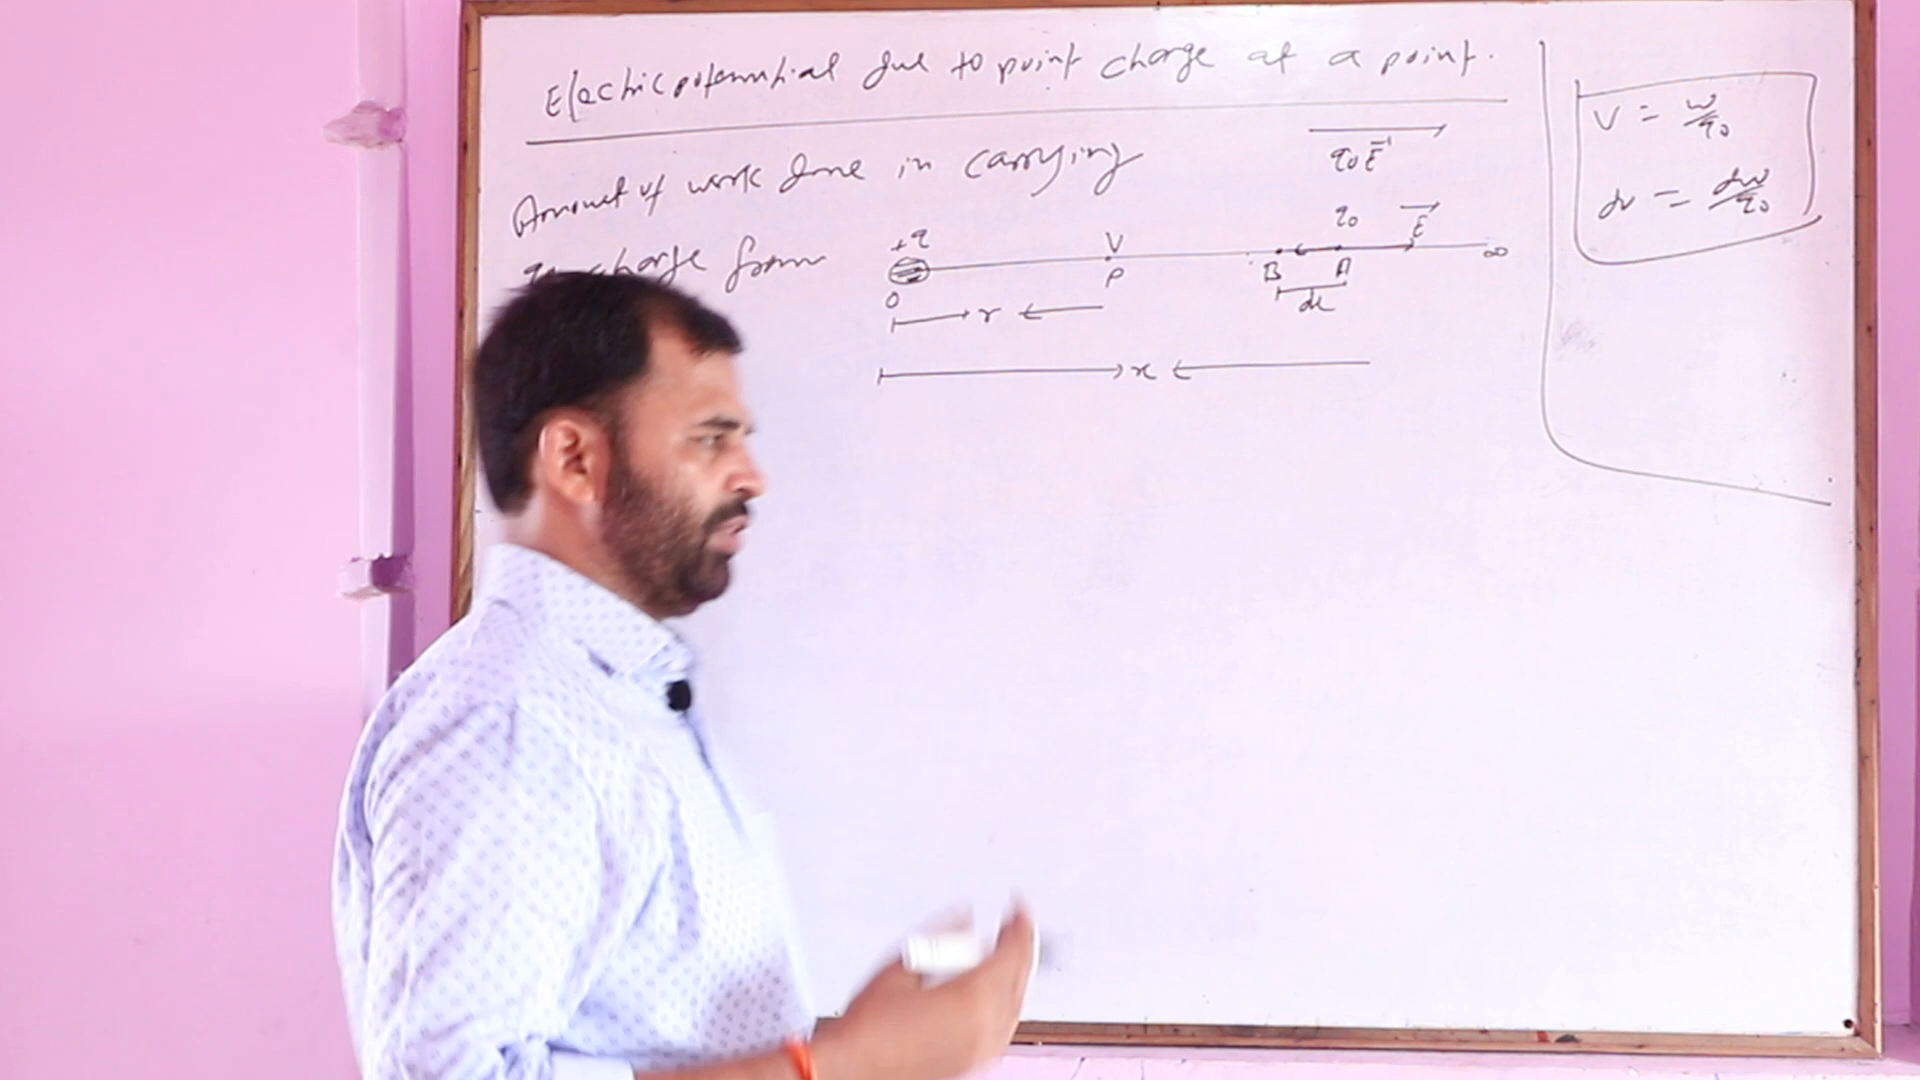 Electric potential due to point charge at a point.
Amount of work done in carrying
charge from
q₀E⃗
+q
V
q₀
E⃗
∞
O
P
B
A
dx
r
x
V = w/q₀
dv = dw/q₀